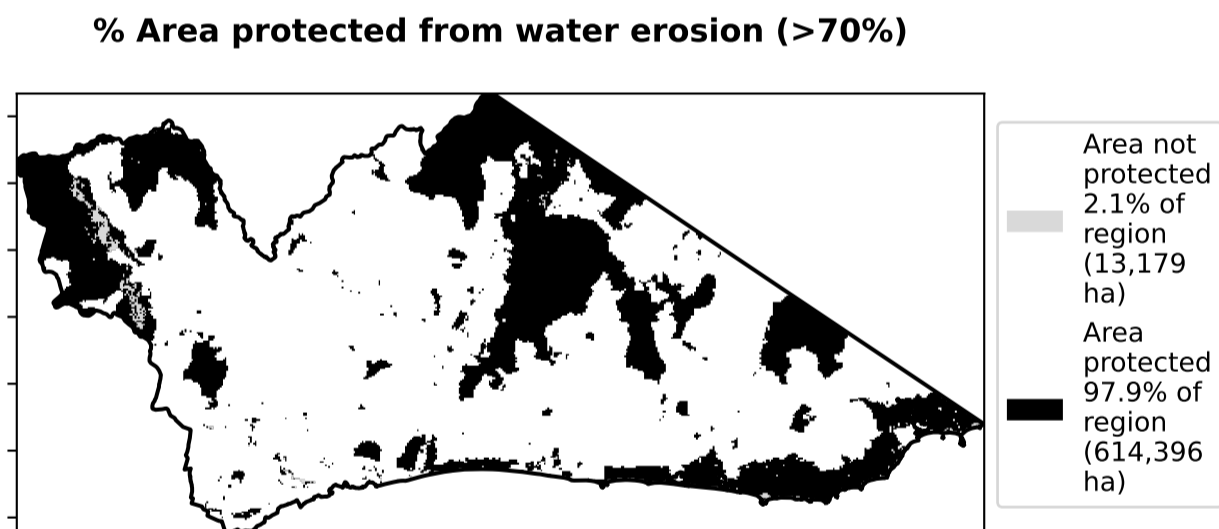 % Area protected from water erosion (>70%)
Area not
protected
2.1% of
region
(13,179
ha)
Area
protected
97.9% of
region
(614,396
ha)